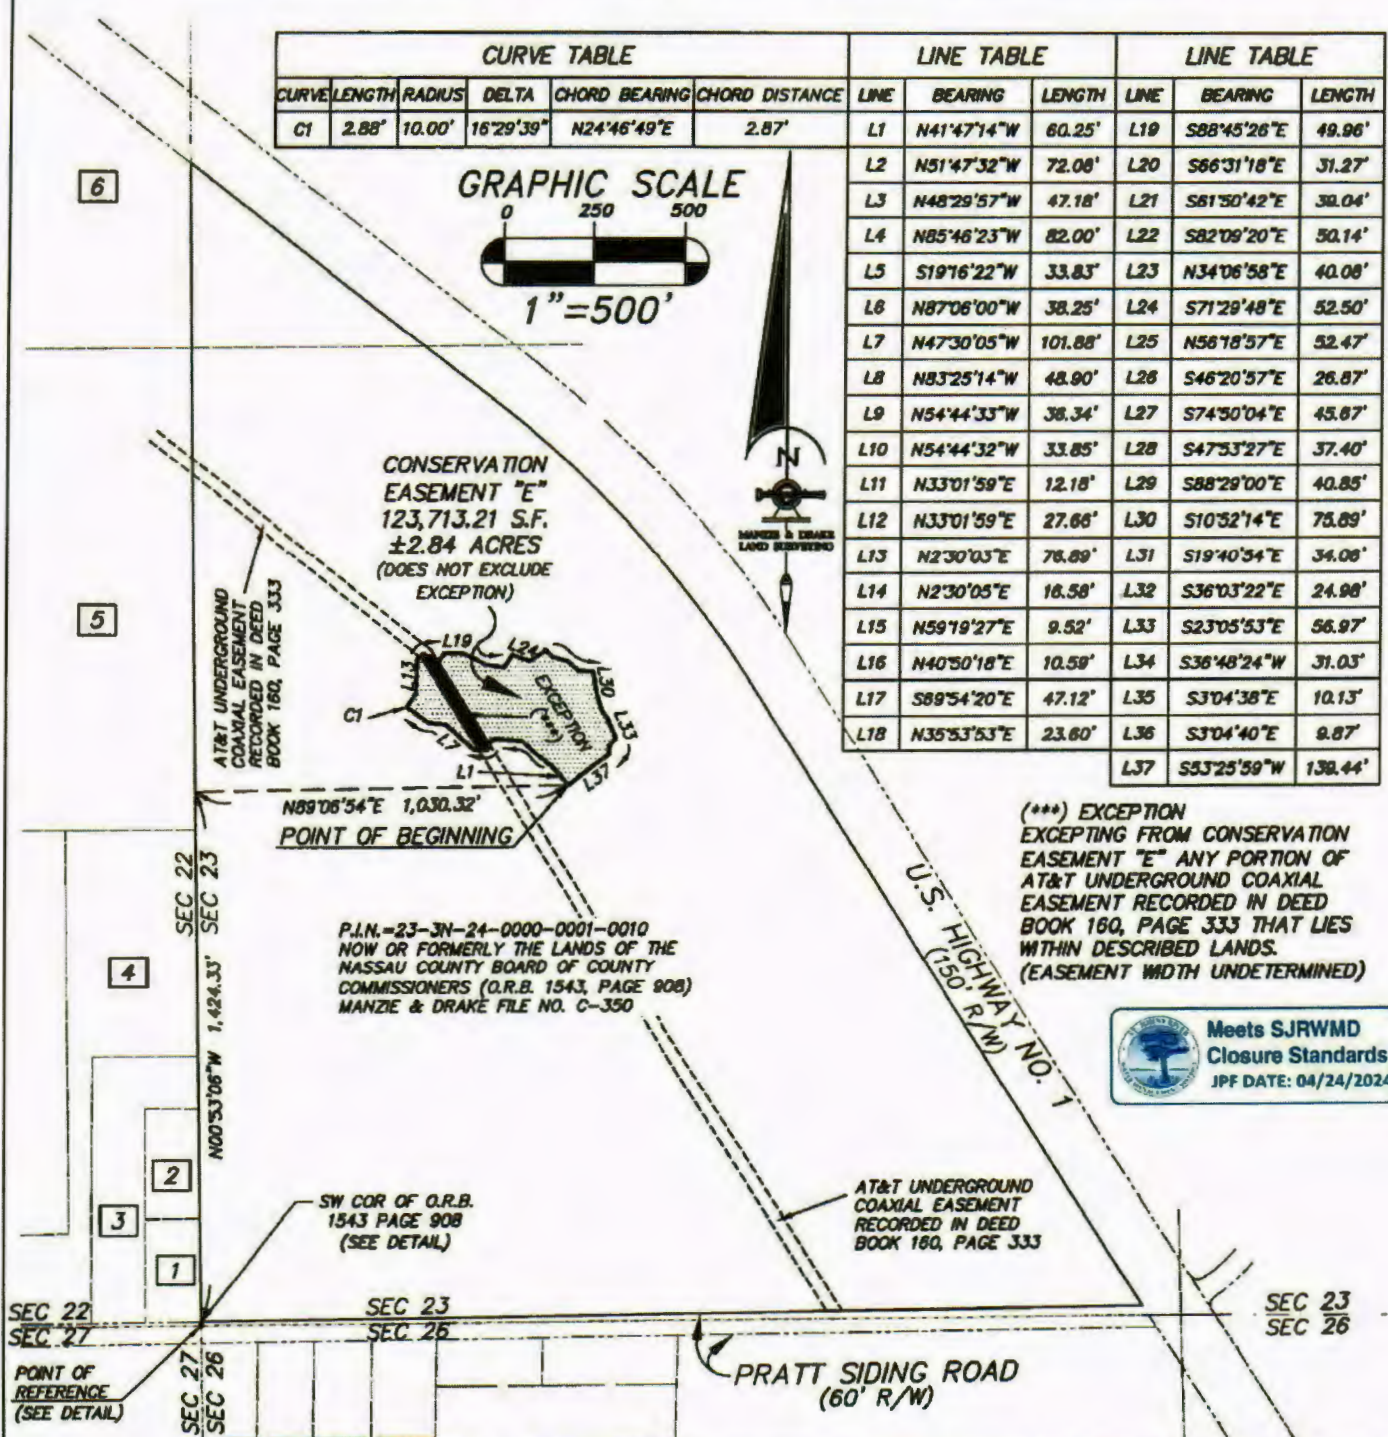 CURVE TABLE
CURVE LENGTH RADIUS DELTA CHORD BEARING CHORD DISTANCE
C1 2.88' 10.00' 16°29'39" N24°46'49"E 2.87'
LINE TABLE
LINE BEARING LENGTH
L1 N41°47'14"W 60.25'
L2 N51°47'32"W 72.08'
L3 N48°29'57"W 47.18'
L4 N85°46'23"W 82.00'
L5 S19°16'22"W 33.83'
L6 N87°06'00"W 38.25'
L7 N47°30'05"W 101.88'
L8 N83°25'14"W 48.90'
L9 N54°44'33"W 36.34'
L10 N54°44'32"W 33.85'
L11 N33°01'59"E 12.18'
L12 N33°01'59"E 27.66'
L13 N2°30'03"E 76.89'
L14 N2°30'05"E 16.58'
L15 N59°19'27"E 9.52'
L16 N40°50'18"E 10.59'
L17 S89°54'20"E 47.12'
L18 N35°53'53"E 23.60'
LINE TABLE
LINE BEARING LENGTH
L19 S88°45'26"E 49.96'
L20 S66°31'18"E 31.27'
L21 S61°50'42"E 39.04'
L22 S82°09'20"E 50.14'
L23 N34°06'58"E 40.08'
L24 S71°29'48"E 52.50'
L25 N56°18'57"E 52.47'
L26 S46°20'57"E 26.87'
L27 S74°50'04"E 45.67'
L28 S47°53'27"E 37.40'
L29 S88°29'00"E 40.85'
L30 S10°52'14"E 75.89'
L31 S19°40'54"E 34.08'
L32 S36°03'22"E 24.98'
L33 S23°05'53"E 56.97'
L34 S36°48'24"W 31.03'
L35 S3°04'38"E 10.13'
L36 S3°04'40"E 9.87'
L37 S53°25'59"W 139.44'
GRAPHIC SCALE
0 250 500
1"=500'
N
MANZIE & DRAKE
LAND SURVEYING
6
5
4
3
2
1
CONSERVATION
EASEMENT "E"
123,713.21 S.F.
±2.84 ACRES
(DOES NOT EXCLUDE
EXCEPTION)
AT&T UNDERGROUND
COAXIAL EASEMENT
RECORDED IN DEED
BOOK 160, PAGE 333
L19
L24
L13
L30
EXCEPTION
(***)
C1
L7
L33
L1
L37
N89°06'54"E 1,030.32'
POINT OF BEGINNING
SEC 22
SEC 23
N00°53'06"W 1,424.33'
P.I.N.=23-3N-24-0000-0001-0010
NOW OR FORMERLY THE LANDS OF THE
NASSAU COUNTY BOARD OF COUNTY
COMMISSIONERS (O.R.B. 1543, PAGE 908)
MANZIE & DRAKE FILE NO. C-350
(***) EXCEPTION
EXCEPTING FROM CONSERVATION
EASEMENT "E" ANY PORTION OF
AT&T UNDERGROUND COAXIAL
EASEMENT RECORDED IN DEED
BOOK 160, PAGE 333 THAT LIES
WITHIN DESCRIBED LANDS.
(EASEMENT WIDTH UNDETERMINED)
U.S. HIGHWAY NO. 1
(150' R/W)
Meets SJRWMD
Closure Standards
JPF DATE: 04/24/2024
SW COR OF O.R.B.
1543 PAGE 908
(SEE DETAIL)
AT&T UNDERGROUND
COAXIAL EASEMENT
RECORDED IN DEED
BOOK 160, PAGE 333
SEC 22
SEC 27
SEC 23
SEC 26
SEC 23
SEC 26
POINT OF
REFERENCE
(SEE DETAIL)
SEC 27
SEC 26
PRATT SIDING ROAD
(60' R/W)